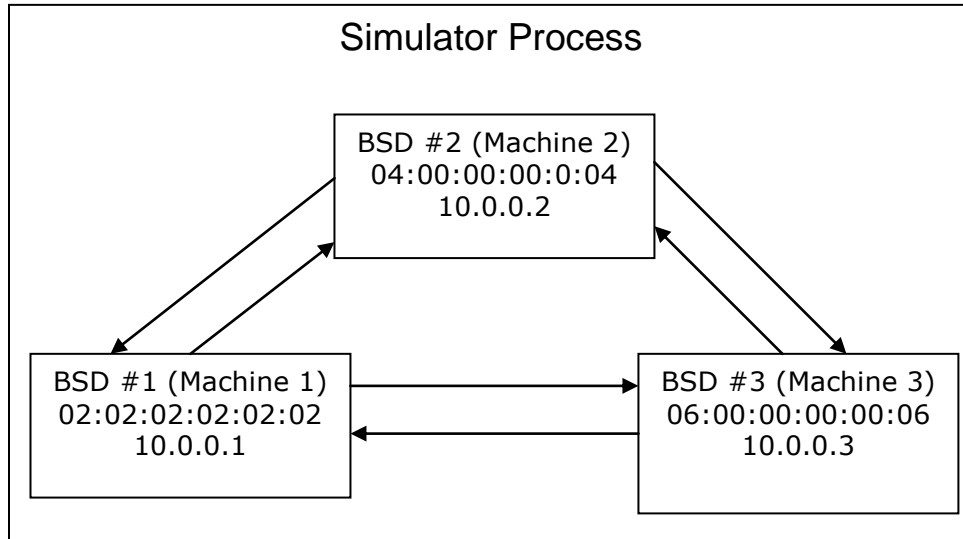 Simulator Process
BSD #2 (Machine 2)
04:00:00:00:0:04
10.0.0.2
BSD #1 (Machine 1)
02:02:02:02:02:02
10.0.0.1
BSD #3 (Machine 3)
06:00:00:00:00:06
10.0.0.3